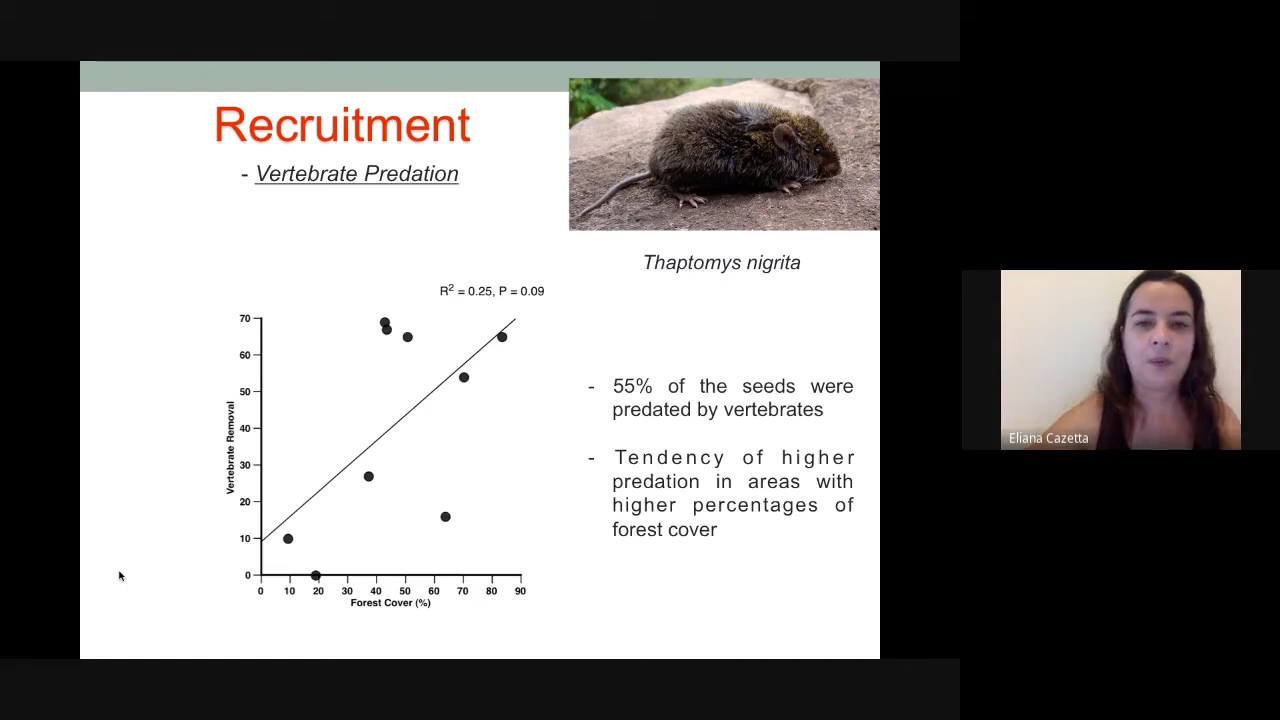 Recruitment
- Vertebrate Predation
Thaptomys nigrita
R2 = 0.25, P = 0.09
70
60
50
40
30
20
10
0
Vertebrate Removal
0 10 20 30 40 50 60 70 80 90
Forest Cover (%)
- 55% of the seeds were
predated by vertebrates
- Tendency of higher
predation in areas with
higher percentages of
forest cover
Eliana Cazetta